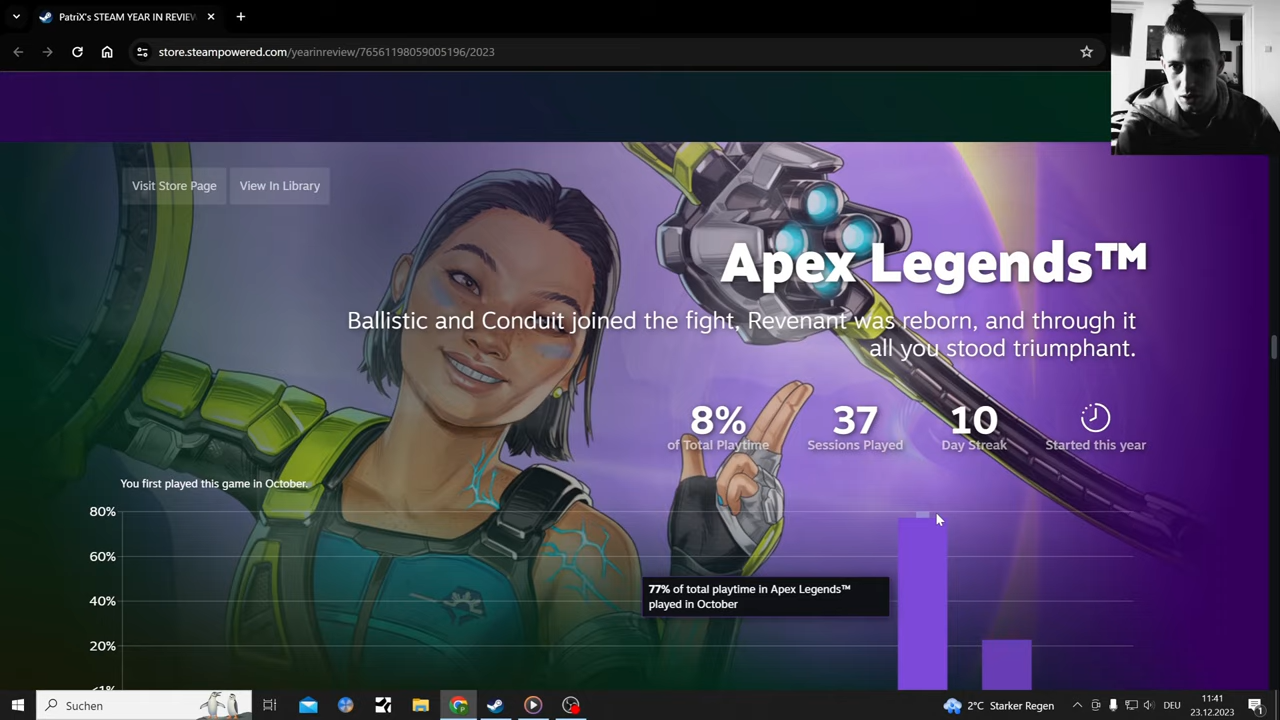 PatriX's STEAM YEAR IN REVIEW
store.steampowered.com/yearinreview/76561198059005196/2023
Visit Store Page
View In Library
Apex Legends™
Ballistic and Conduit joined the fight, Revenant was reborn, and through it
all you stood triumphant.
8%
of Total Playtime
37
Sessions Played
10
Day Streak
Started this year
You first played this game in October.
80%
60%
40%
20%
<1%
77% of total playtime in Apex Legends™
played in October
Suchen
2°C Starker Regen
DEU
11:41
23.12.2023
1